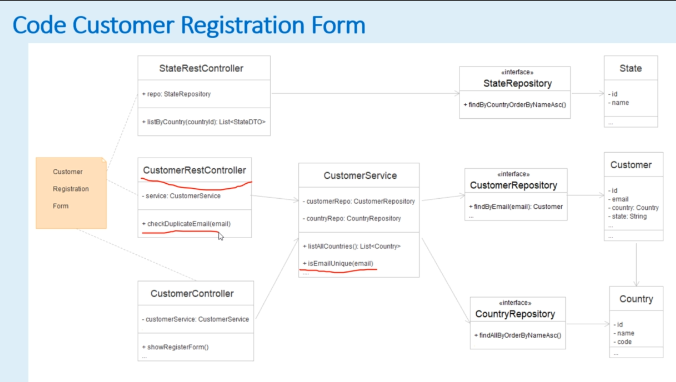 Code Customer Registration Form
StateRestController
+ repo: StateRepository
+ listByCountry(countryId): List<StateDTO>
«interface»
StateRepository
+ findByCountryOrderByNameAsc()
State
- id
- name
...
Customer
Registration
Form
CustomerRestController
- service: CustomerService
+ checkDuplicateEmail(email)
CustomerService
- customerRepo: CustomerRepository
- countryRepo: CountryRepository
+ listAllCountries(): List<Country>
+ isEmailUnique(email)
...
«interface»
CustomerRepository
+ findByEmail(email): Customer
...
Customer
- id
- email
- country: Country
- state: String
...
...
CustomerController
- customerService: CustomerService
+ showRegisterForm()
...
«interface»
CountryRepository
+ findAllByOrderByNameAsc()
Country
- id
- name
- code
...